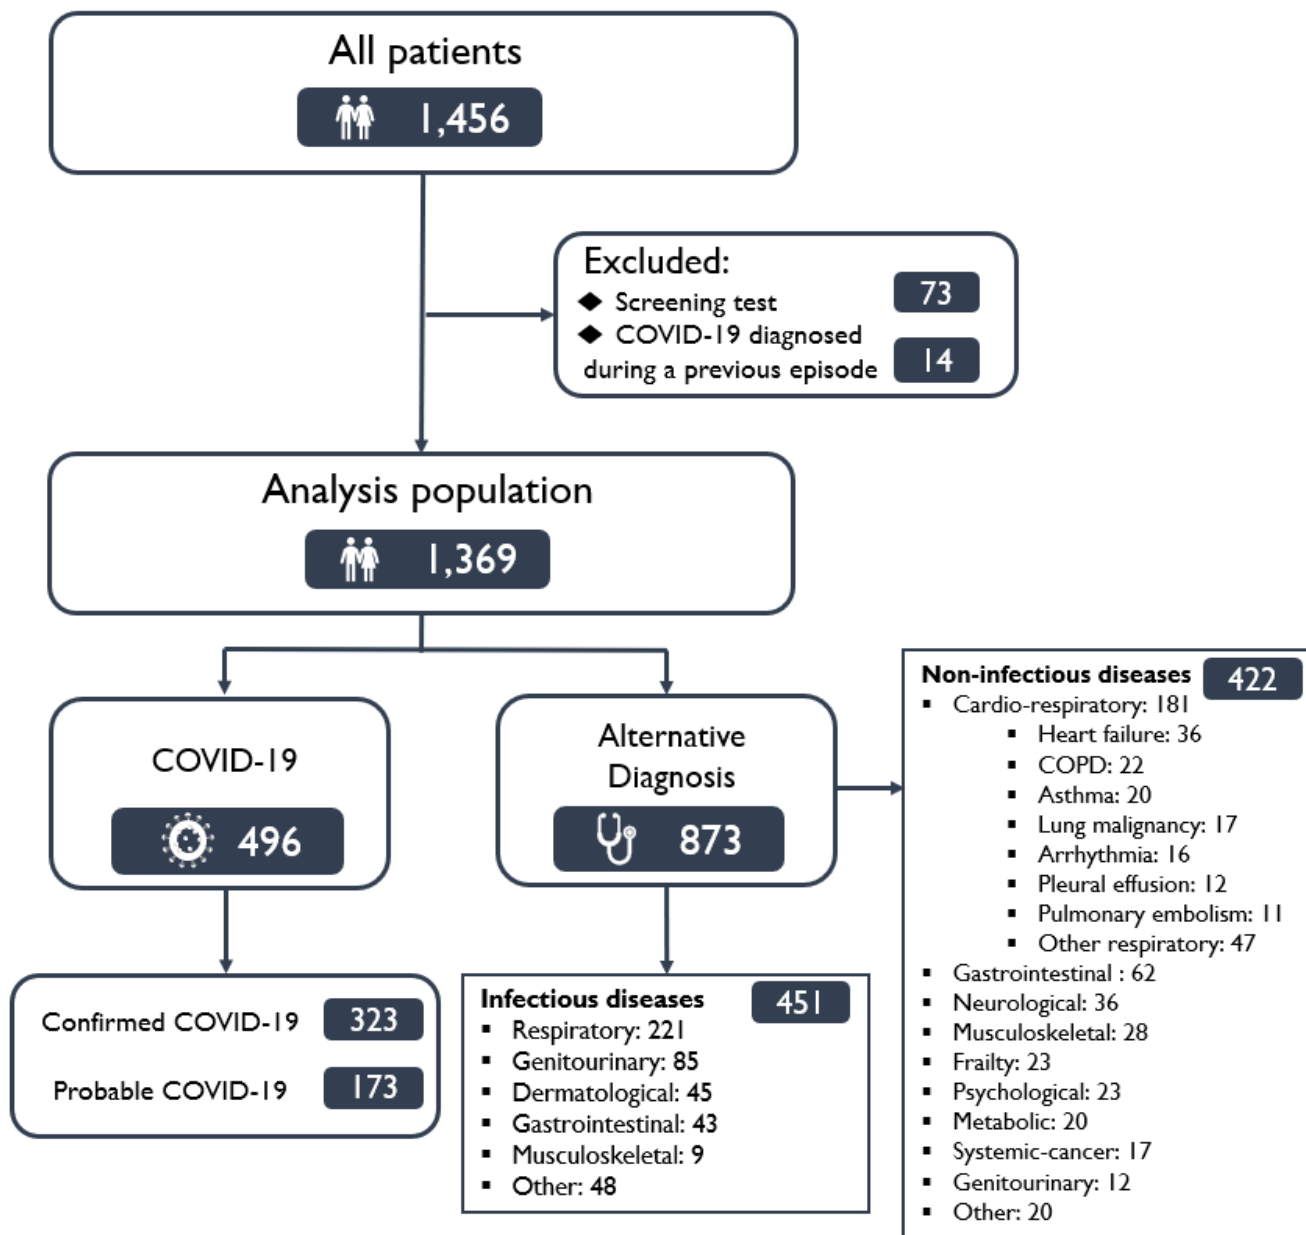 All patients
1,456
Excluded:
◆ Screening test
73
◆ COVID-19 diagnosed
during a previous episode
14
Analysis population
1,369
COVID-19
496
Alternative
Diagnosis
873
Confirmed COVID-19 323
Probable COVID-19 173
Infectious diseases 451
▪ Respiratory: 221
▪ Genitourinary: 85
▪ Dermatological: 45
▪ Gastrointestinal: 43
▪ Musculoskeletal: 9
▪ Other: 48
Non-infectious diseases 422
▪ Cardio-respiratory: 181
▪ Heart failure: 36
▪ COPD: 22
▪ Asthma: 20
▪ Lung malignancy: 17
▪ Arrhythmia: 16
▪ Pleural effusion: 12
▪ Pulmonary embolism: 11
▪ Other respiratory: 47
▪ Gastrointestinal : 62
▪ Neurological: 36
▪ Musculoskeletal: 28
▪ Frailty: 23
▪ Psychological: 23
▪ Metabolic: 20
▪ Systemic-cancer: 17
▪ Genitourinary: 12
▪ Other: 20